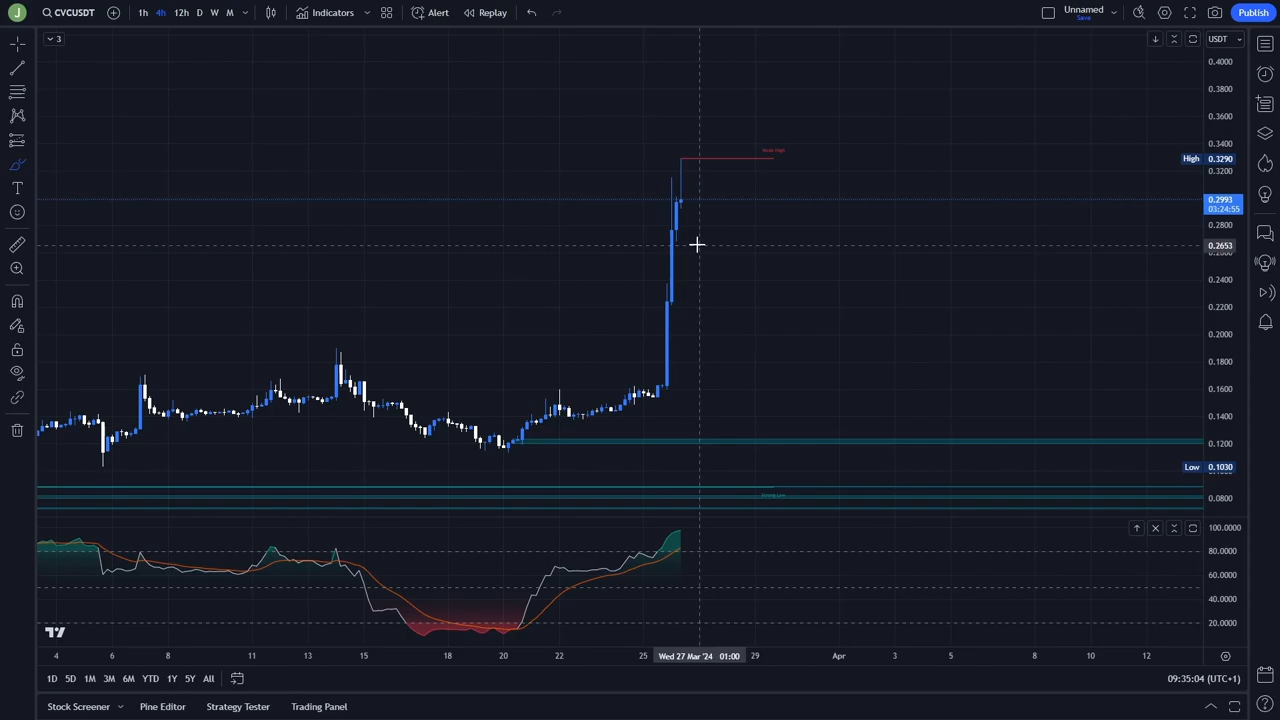 J CVCUSDT 1h 4h 12h D W M Indicators Alert Replay Unnamed Save Publish
3 USDT
0.4000
0.3800
0.3600
0.3400
Weak High
High 0.3290
0.3200
0.2993
03:24:55
0.2800
0.2653
0.2400
0.2200
0.2000
0.1800
0.1600
0.1400
0.1200
Low 0.1030
Strong Low
0.0800
100.0000
80.0000
60.0000
40.0000
20.0000
4 6 8 11 13 15 18 20 22 25 Wed 27 Mar '24 01:00 29 Apr 3 5 8 10 12
1D 5D 1M 3M 6M YTD 1Y 5Y All 09:35:04 (UTC+1)
Stock Screener Pine Editor Strategy Tester Trading Panel